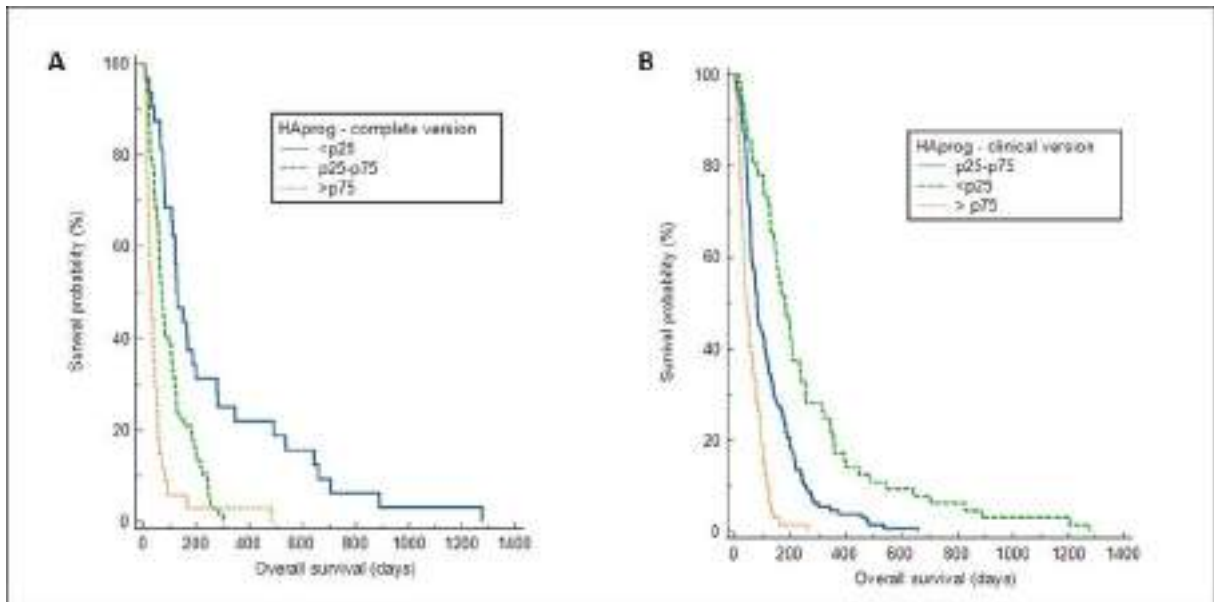 A
100
80
60
40
20
0
Survival probability (%)
HAprog - complete version
<p25
p25-p75
>p75
0 200 400 600 800 1000 1200 1400
Overall survival (days)
B
100
80
60
40
20
0
Survival probability (%)
HAprog - clinical version
p25-p75
<p25
> p75
0 200 400 600 800 1000 1200 1400
Overall survival (days)